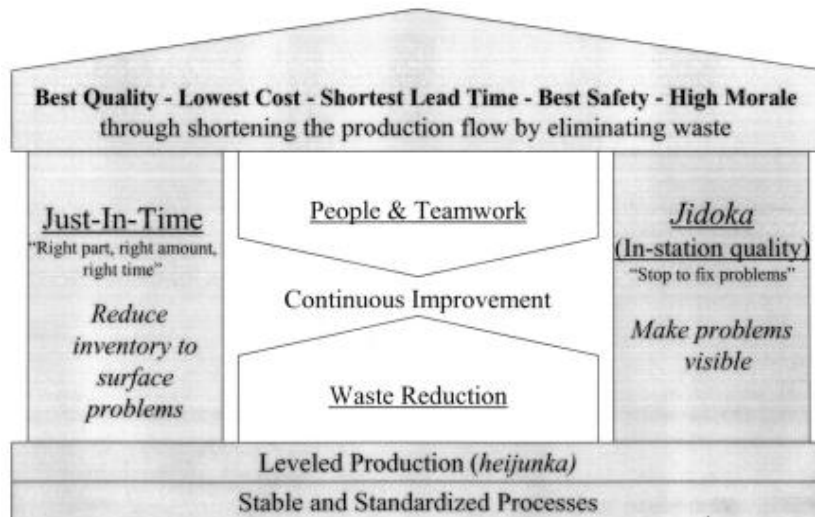 Best Quality - Lowest Cost - Shortest Lead Time - Best Safety - High Morale
through shortening the production flow by eliminating waste
Just-In-Time
“Right part, right amount,
right time”
Reduce
inventory to
surface
problems
People & Teamwork
Continuous Improvement
Waste Reduction
Jidoka
(In-station quality)
“Stop to fix problems”
Make problems
visible
Leveled Production (heijunka)
Stable and Standardized Processes